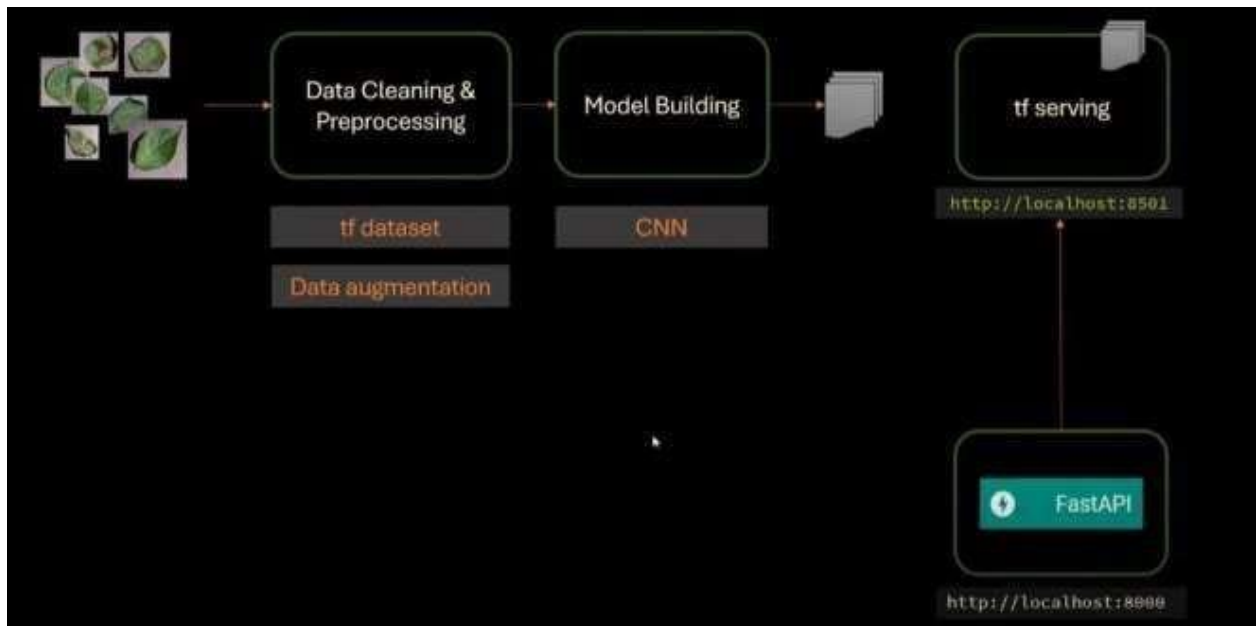 Data Cleaning &
Preprocessing
Model Building
tf serving
http://localhost:8501
tf dataset
CNN
Data augmentation
FastAPI
http://localhost:8000